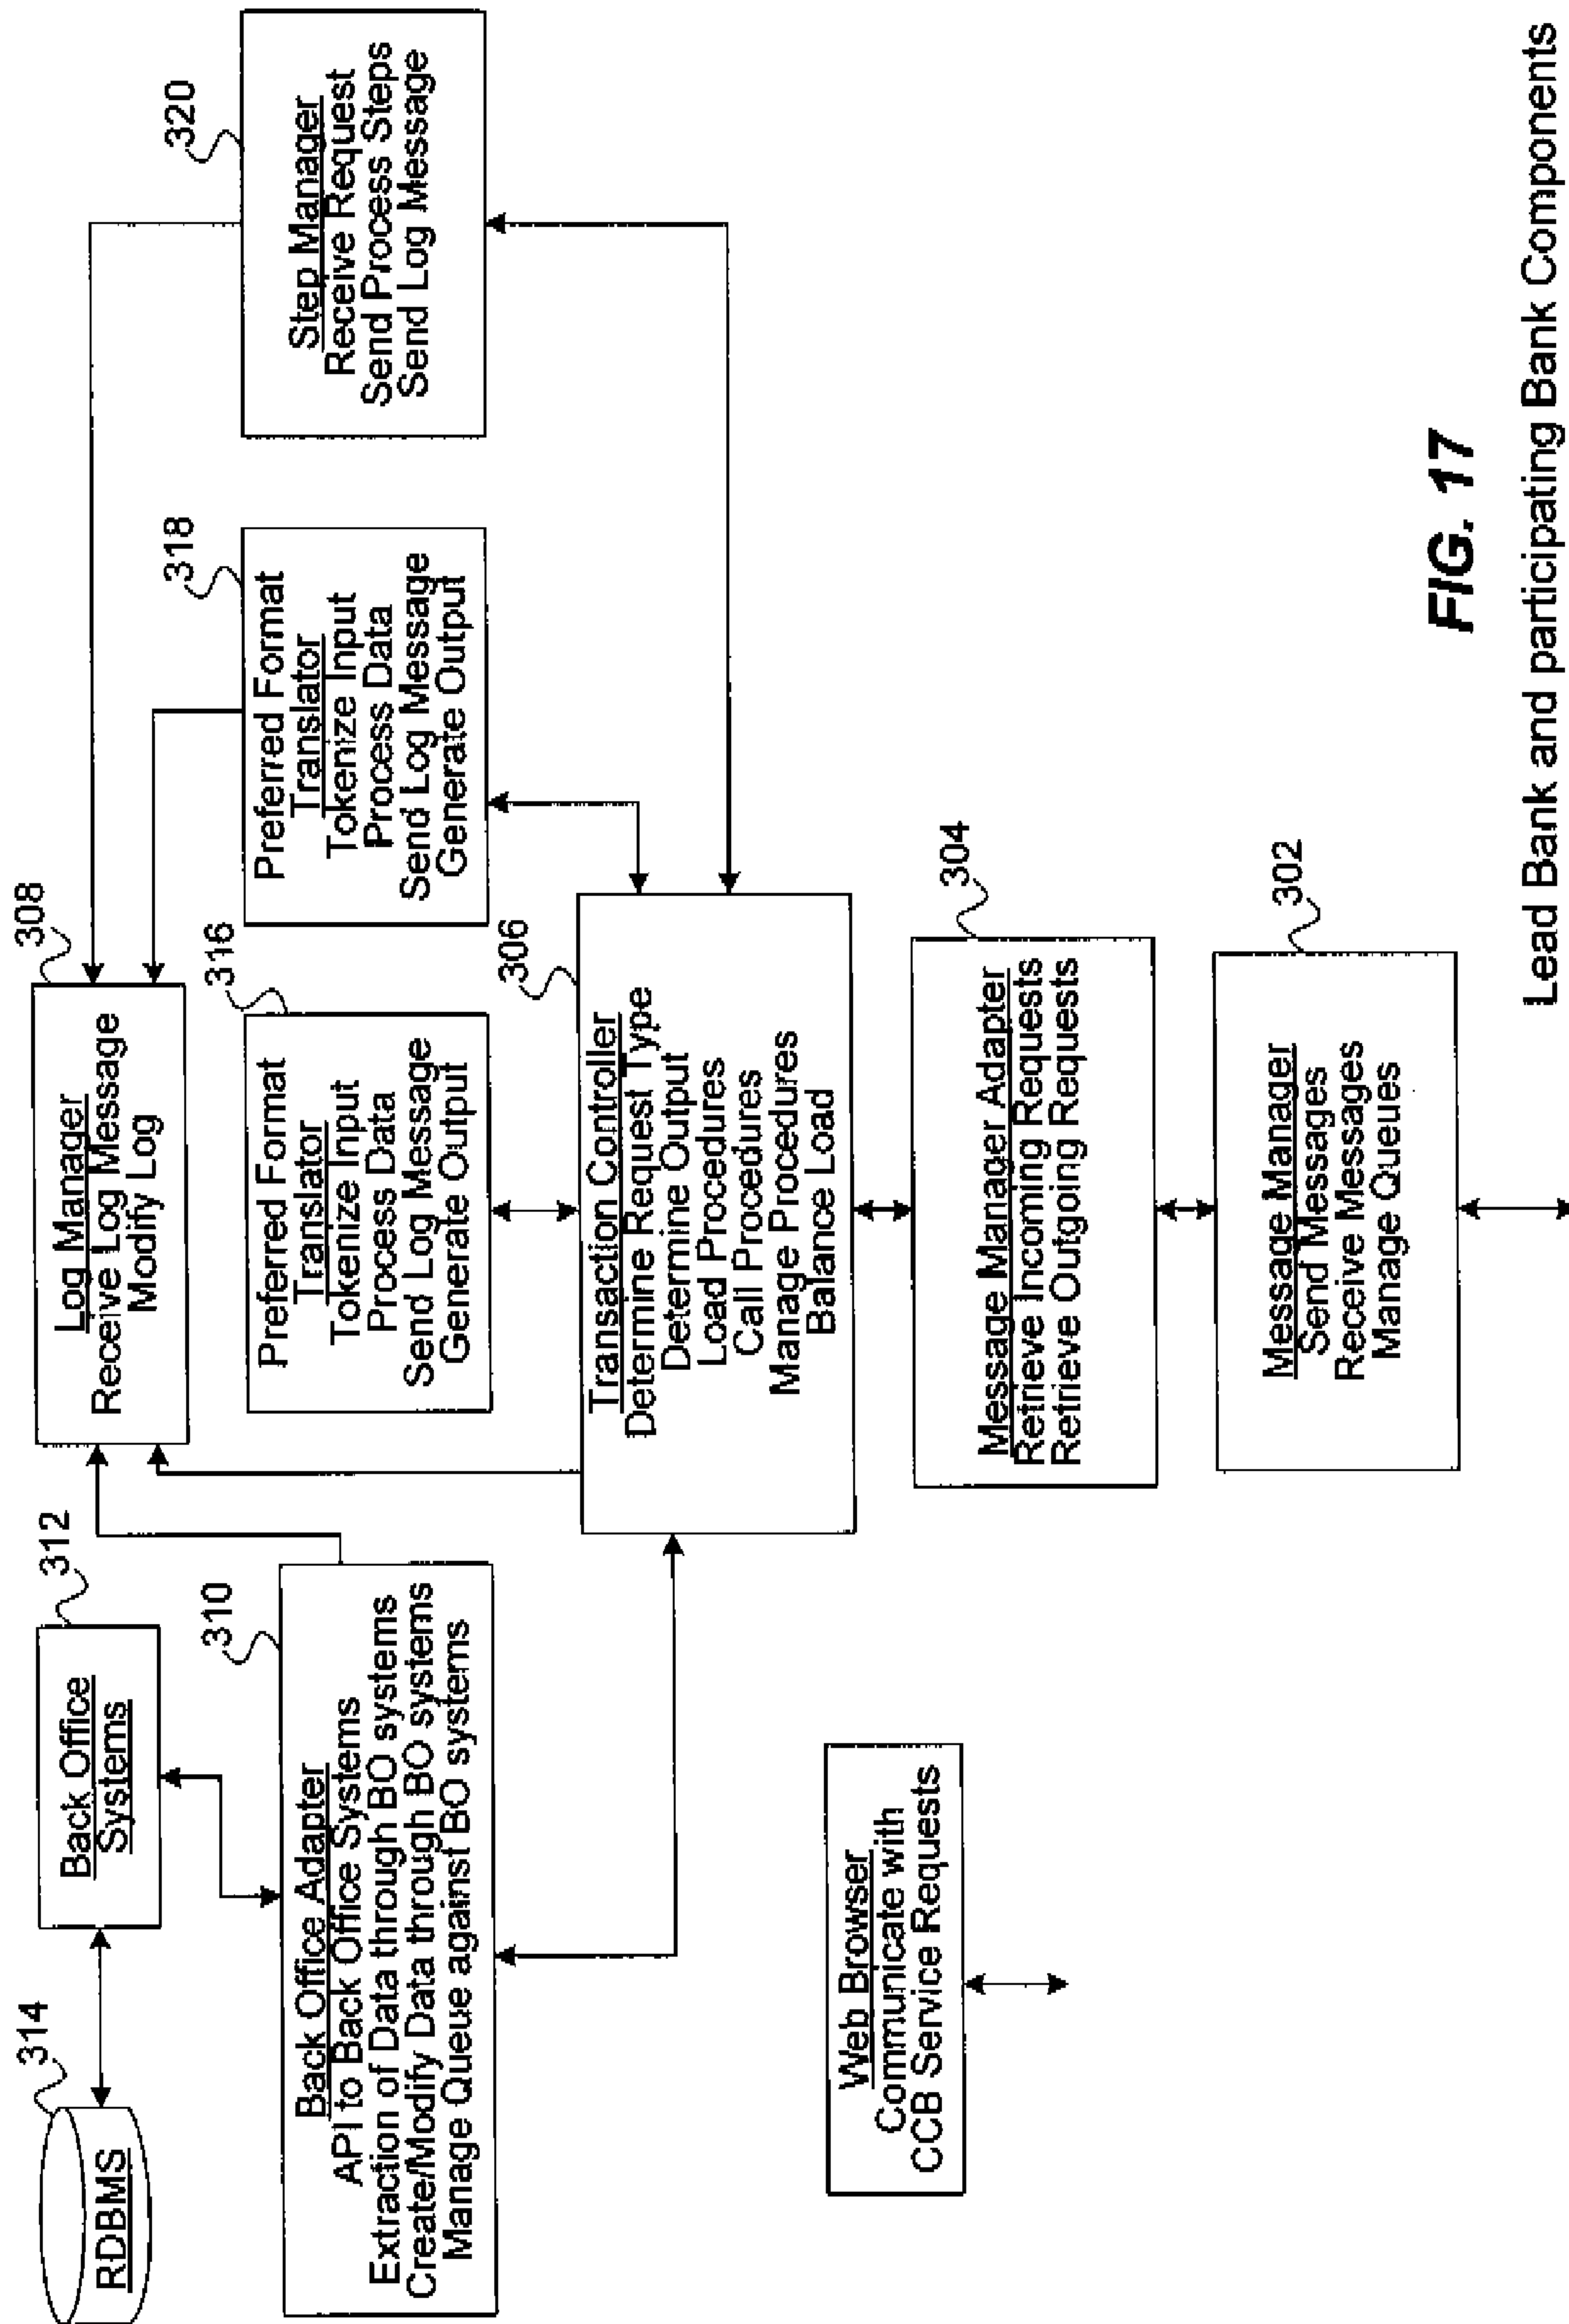 314
RDBMS
312
Back Office
Systems
308
Log Manager
Receive Log Message
Modify Log
310
Back Office Adapter
API to Back Office Systems
Extraction of Data through BO systems
Create/Modify Data through BO systems
Manage Queue against BO systems
316
Preferred Format
Translator
Tokenize Input
Process Data
Send Log Message
Generate Output
318
Preferred Format
Translator
Tokenize Input
Process Data
Send Log Message
Generate Output
320
Step Manager
Receive Request
Send Process Steps
Send Log Message
306
Transaction Controller
Determine Request Type
Determine Output
Load Procedures
Call Procedures
Manage Procedures
Balance Load
Web Browser
Communicate with
CCB Service Requests
304
Message Manager Adapter
Retrieve Incoming Requests
Retrieve Outgoing Requests
302
Message Manager
Send Messages
Receive Messages
Manage Queues
FIG. 17
Lead Bank and participating Bank Components